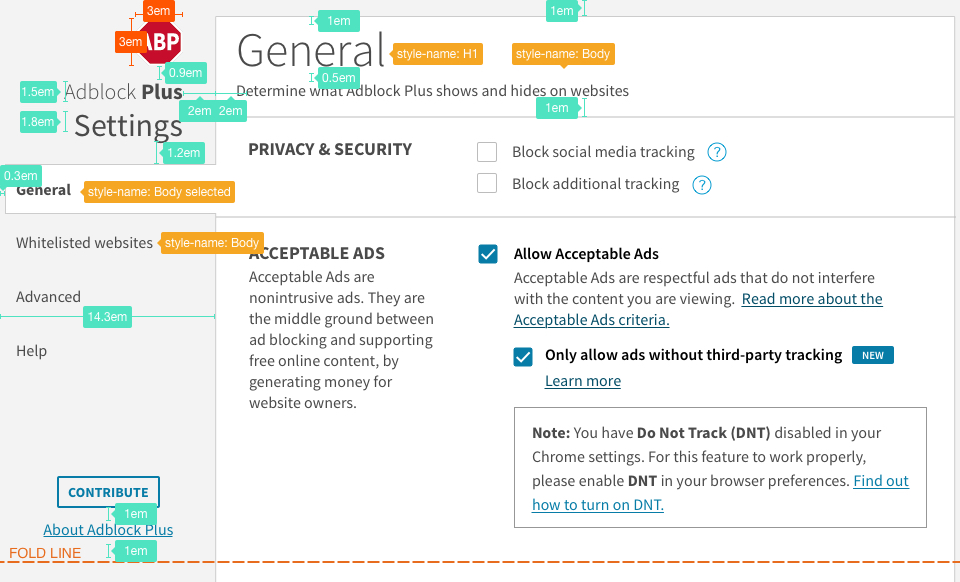 3em
3em
ABP
0.9em
1.5em
Adblock Plus
2em
2em
1.8em
Settings
1.2em
0.3em
General
style-name: Body selected
Whitelisted websites
style-name: Body
Advanced
14.3em
Help
CONTRIBUTE
1em
About Adblock Plus
1em
FOLD LINE
1em
1em
General
style-name: H1
style-name: Body
0.5em
Determine what Adblock Plus shows and hides on websites
1em
PRIVACY & SECURITY
Block social media tracking
?
Block additional tracking
?
ACCEPTABLE ADS
Acceptable Ads are
nonintrusive ads. They are
the middle ground between
ad blocking and supporting
free online content, by
generating money for
website owners.
Allow Acceptable Ads
Acceptable Ads are respectful ads that do not interfere
with the content you are viewing. Read more about the
Acceptable Ads criteria.
Only allow ads without third-party tracking
NEW
Learn more
Note: You have Do Not Track (DNT) disabled in your
Chrome settings. For this feature to work properly,
please enable DNT in your browser preferences. Find out
how to turn on DNT.